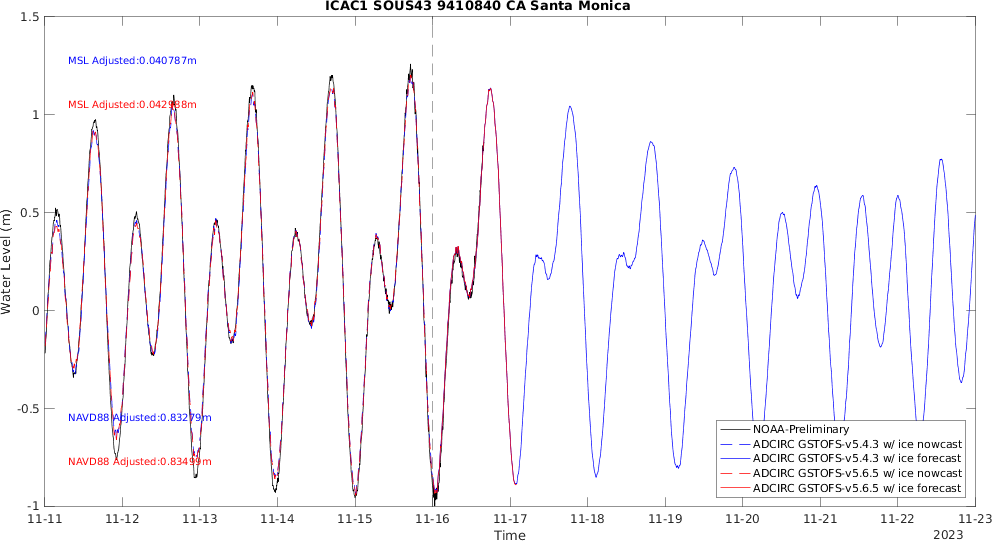 ICAC1 SOUS43 9410840 CA Santa Monica
1.5
1
0.5
0
-0.5
-1
Water Level (m)
MSL Adjusted:0.040787m
MSL Adjusted:0.042938m
NAVD88 Adjusted:0.83279m
NAVD88 Adjusted:0.83499m
NOAA-Preliminary
ADCIRC GSTOFS-v5.4.3 w/ ice nowcast
ADCIRC GSTOFS-v5.4.3 w/ ice forecast
ADCIRC GSTOFS-v5.6.5 w/ ice nowcast
ADCIRC GSTOFS-v5.6.5 w/ ice forecast
11-11 11-12 11-13 11-14 11-15 11-16 11-17 11-18 11-19 11-20 11-21 11-22 11-23
Time
2023